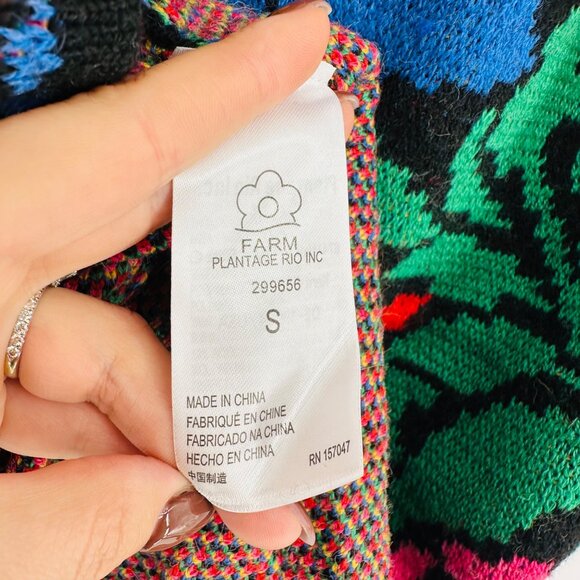 FARM
PLANTAGE RIO INC
299656
S
MADE IN CHINA
FABRIQUÉ EN CHINE
FABRICADO NA CHINA
HECHO EN CHINA
中国制造
RN 157047